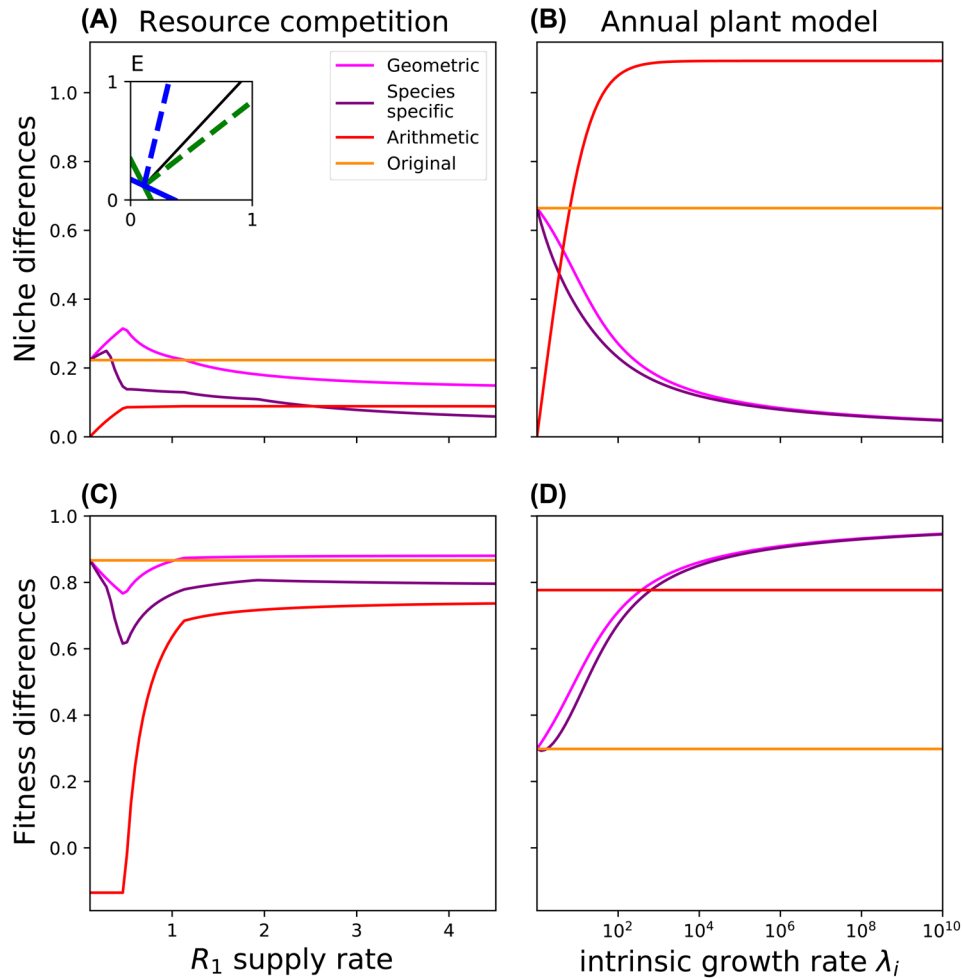 (A) Resource competition
(B) Annual plant model
Niche differences
1.0
0.8
0.6
0.4
0.2
0.0
E
1
0
0
1
Geometric
Species
specific
Arithmetic
Original
(C)
(D)
Fitness differences
1.0
0.8
0.6
0.4
0.2
0.0
1
2
3
4
R₁ supply rate
10²
10⁴
10⁶
10⁸
10¹⁰
intrinsic growth rate λᵢ